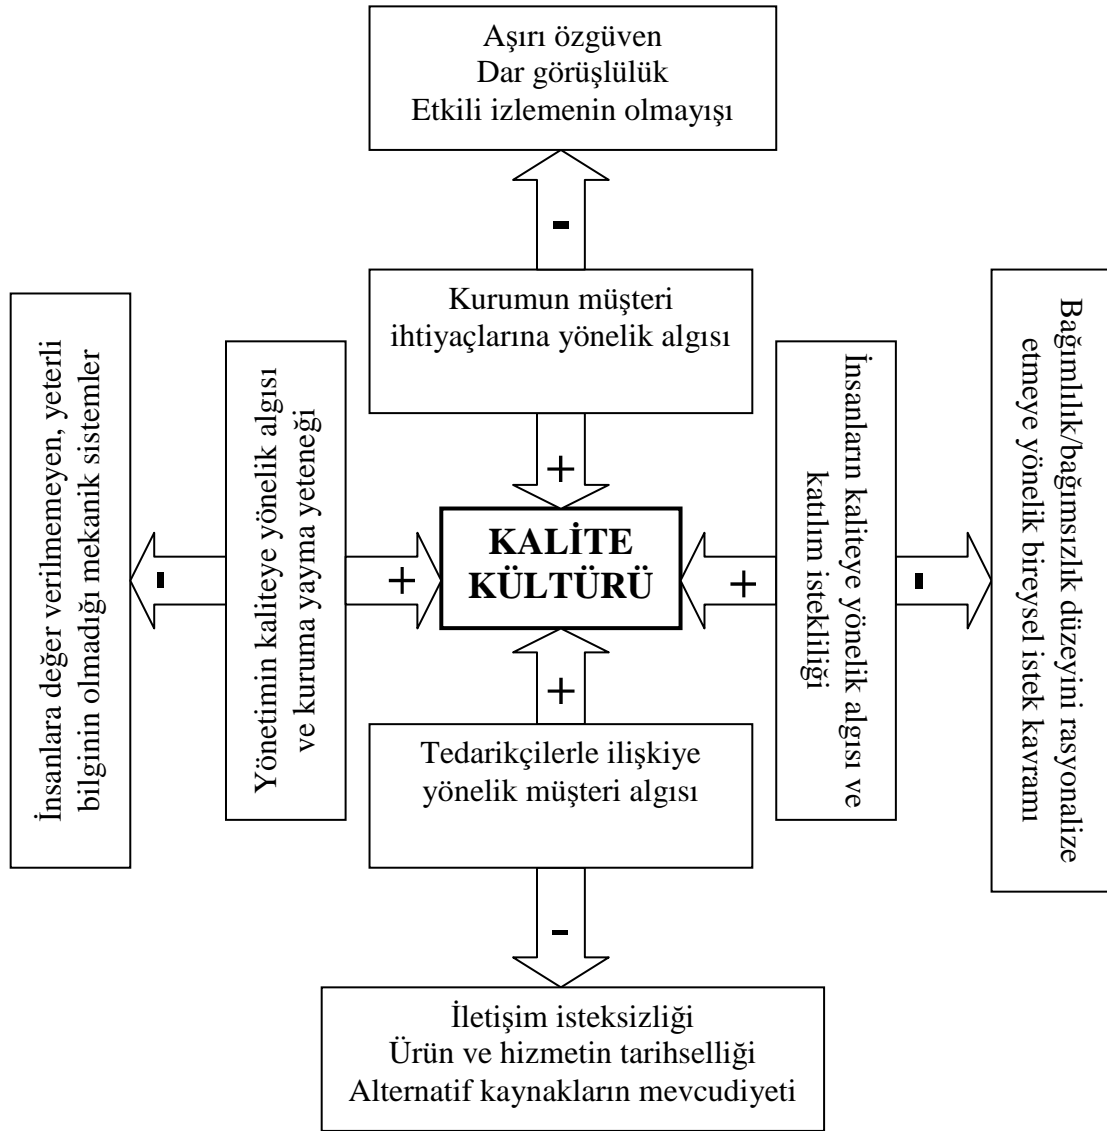 Aşırı özgüven
Dar görüşlülük
Etkili izlemenin olmayışı
-
Kurumun müşteri
ihtiyaçlarına yönelik algısı
+
İnsanlara değer verilmemeyen, yeterli
bilginin olmadığı mekanik sistemler
-
Yönetimin kaliteye yönelik algısı
ve kuruma yayma yeteneği
+
KALİTE
KÜLTÜRÜ
+
İnsanların kaliteye yönelik algısı ve
katılım istekliliği
-
Bağımlılık/bağımsızlık düzeyini rasyonalize
etmeye yönelik bireysel istek kavramı
+
Tedarikçilerle ilişkiye
yönelik müşteri algısı
-
İletişim isteksizliği
Ürün ve hizmetin tarihselliği
Alternatif kaynakların mevcudiyeti